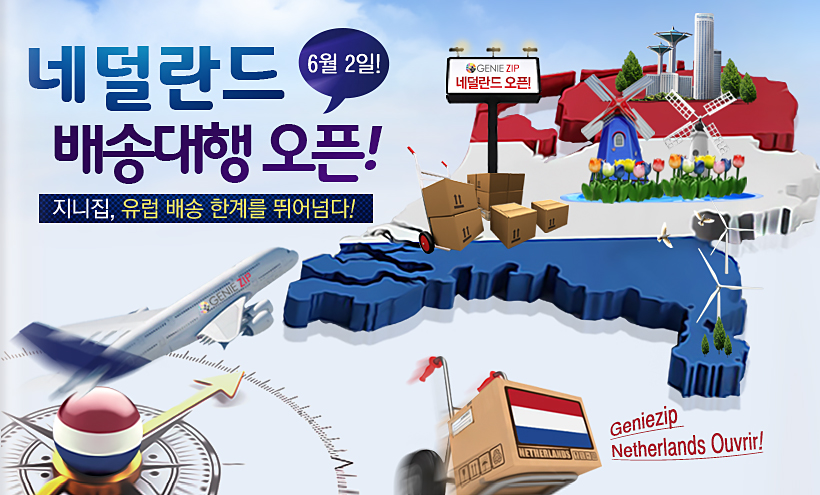 네덜란드
6월 2일!
배송대행 오픈!
지니집, 유럽 배송 한계를 뛰어넘다!
GENIE ZIP
네덜란드 오픈!
GENIE ZIP
NETHERLANDS
Geniezip
Netherlands Ouvrir!